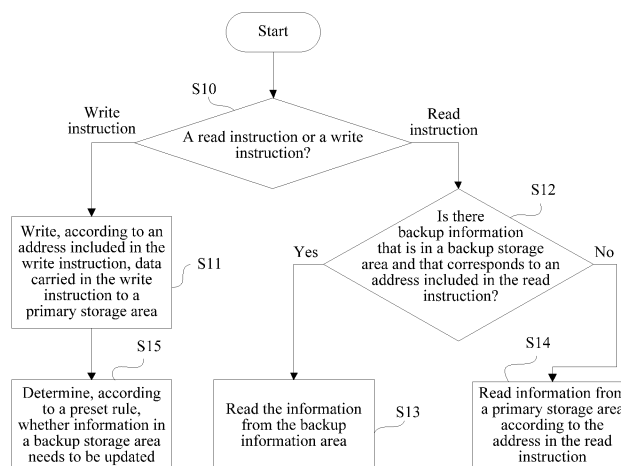 Start
S10
Write
instruction
A read instruction or a write
instruction?
Read
instruction
S12
Write, according to an
address included in the
write instruction, data
carried in the write
instruction to a
primary storage area
S11
Is there
backup information
that is in a backup storage
area and that corresponds to an
address included in the read
instruction?
Yes
No
S15
Determine, according
to a preset rule,
whether information in
a backup storage area
needs to be updated
Read the information
from the backup
information area
S13
S14
Read information from
a primary storage area
according to the
address in the read
instruction